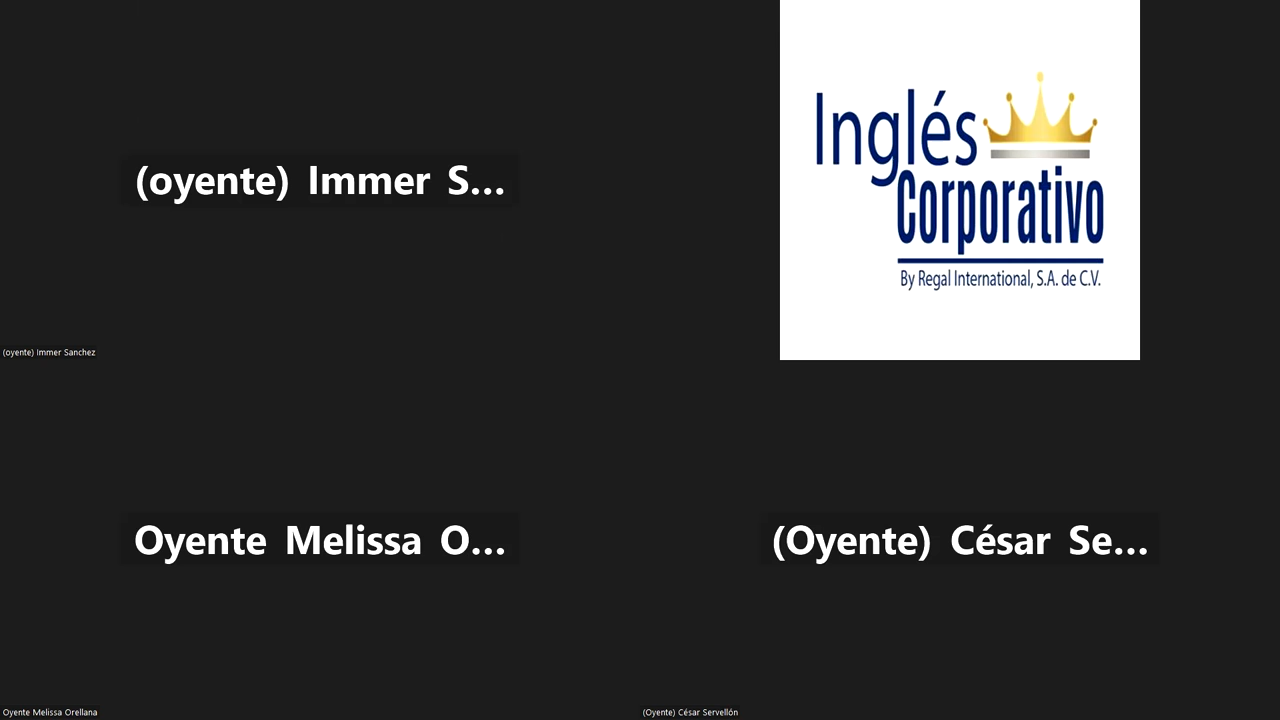 (oyente) Immer S...
(oyente) Immer Sanchez
Inglés
Corporativo
By Regal International, S.A. de C.V.
Oyente Melissa O...
Oyente Melissa Orellana
(Oyente) César Se...
(Oyente) César Servellón